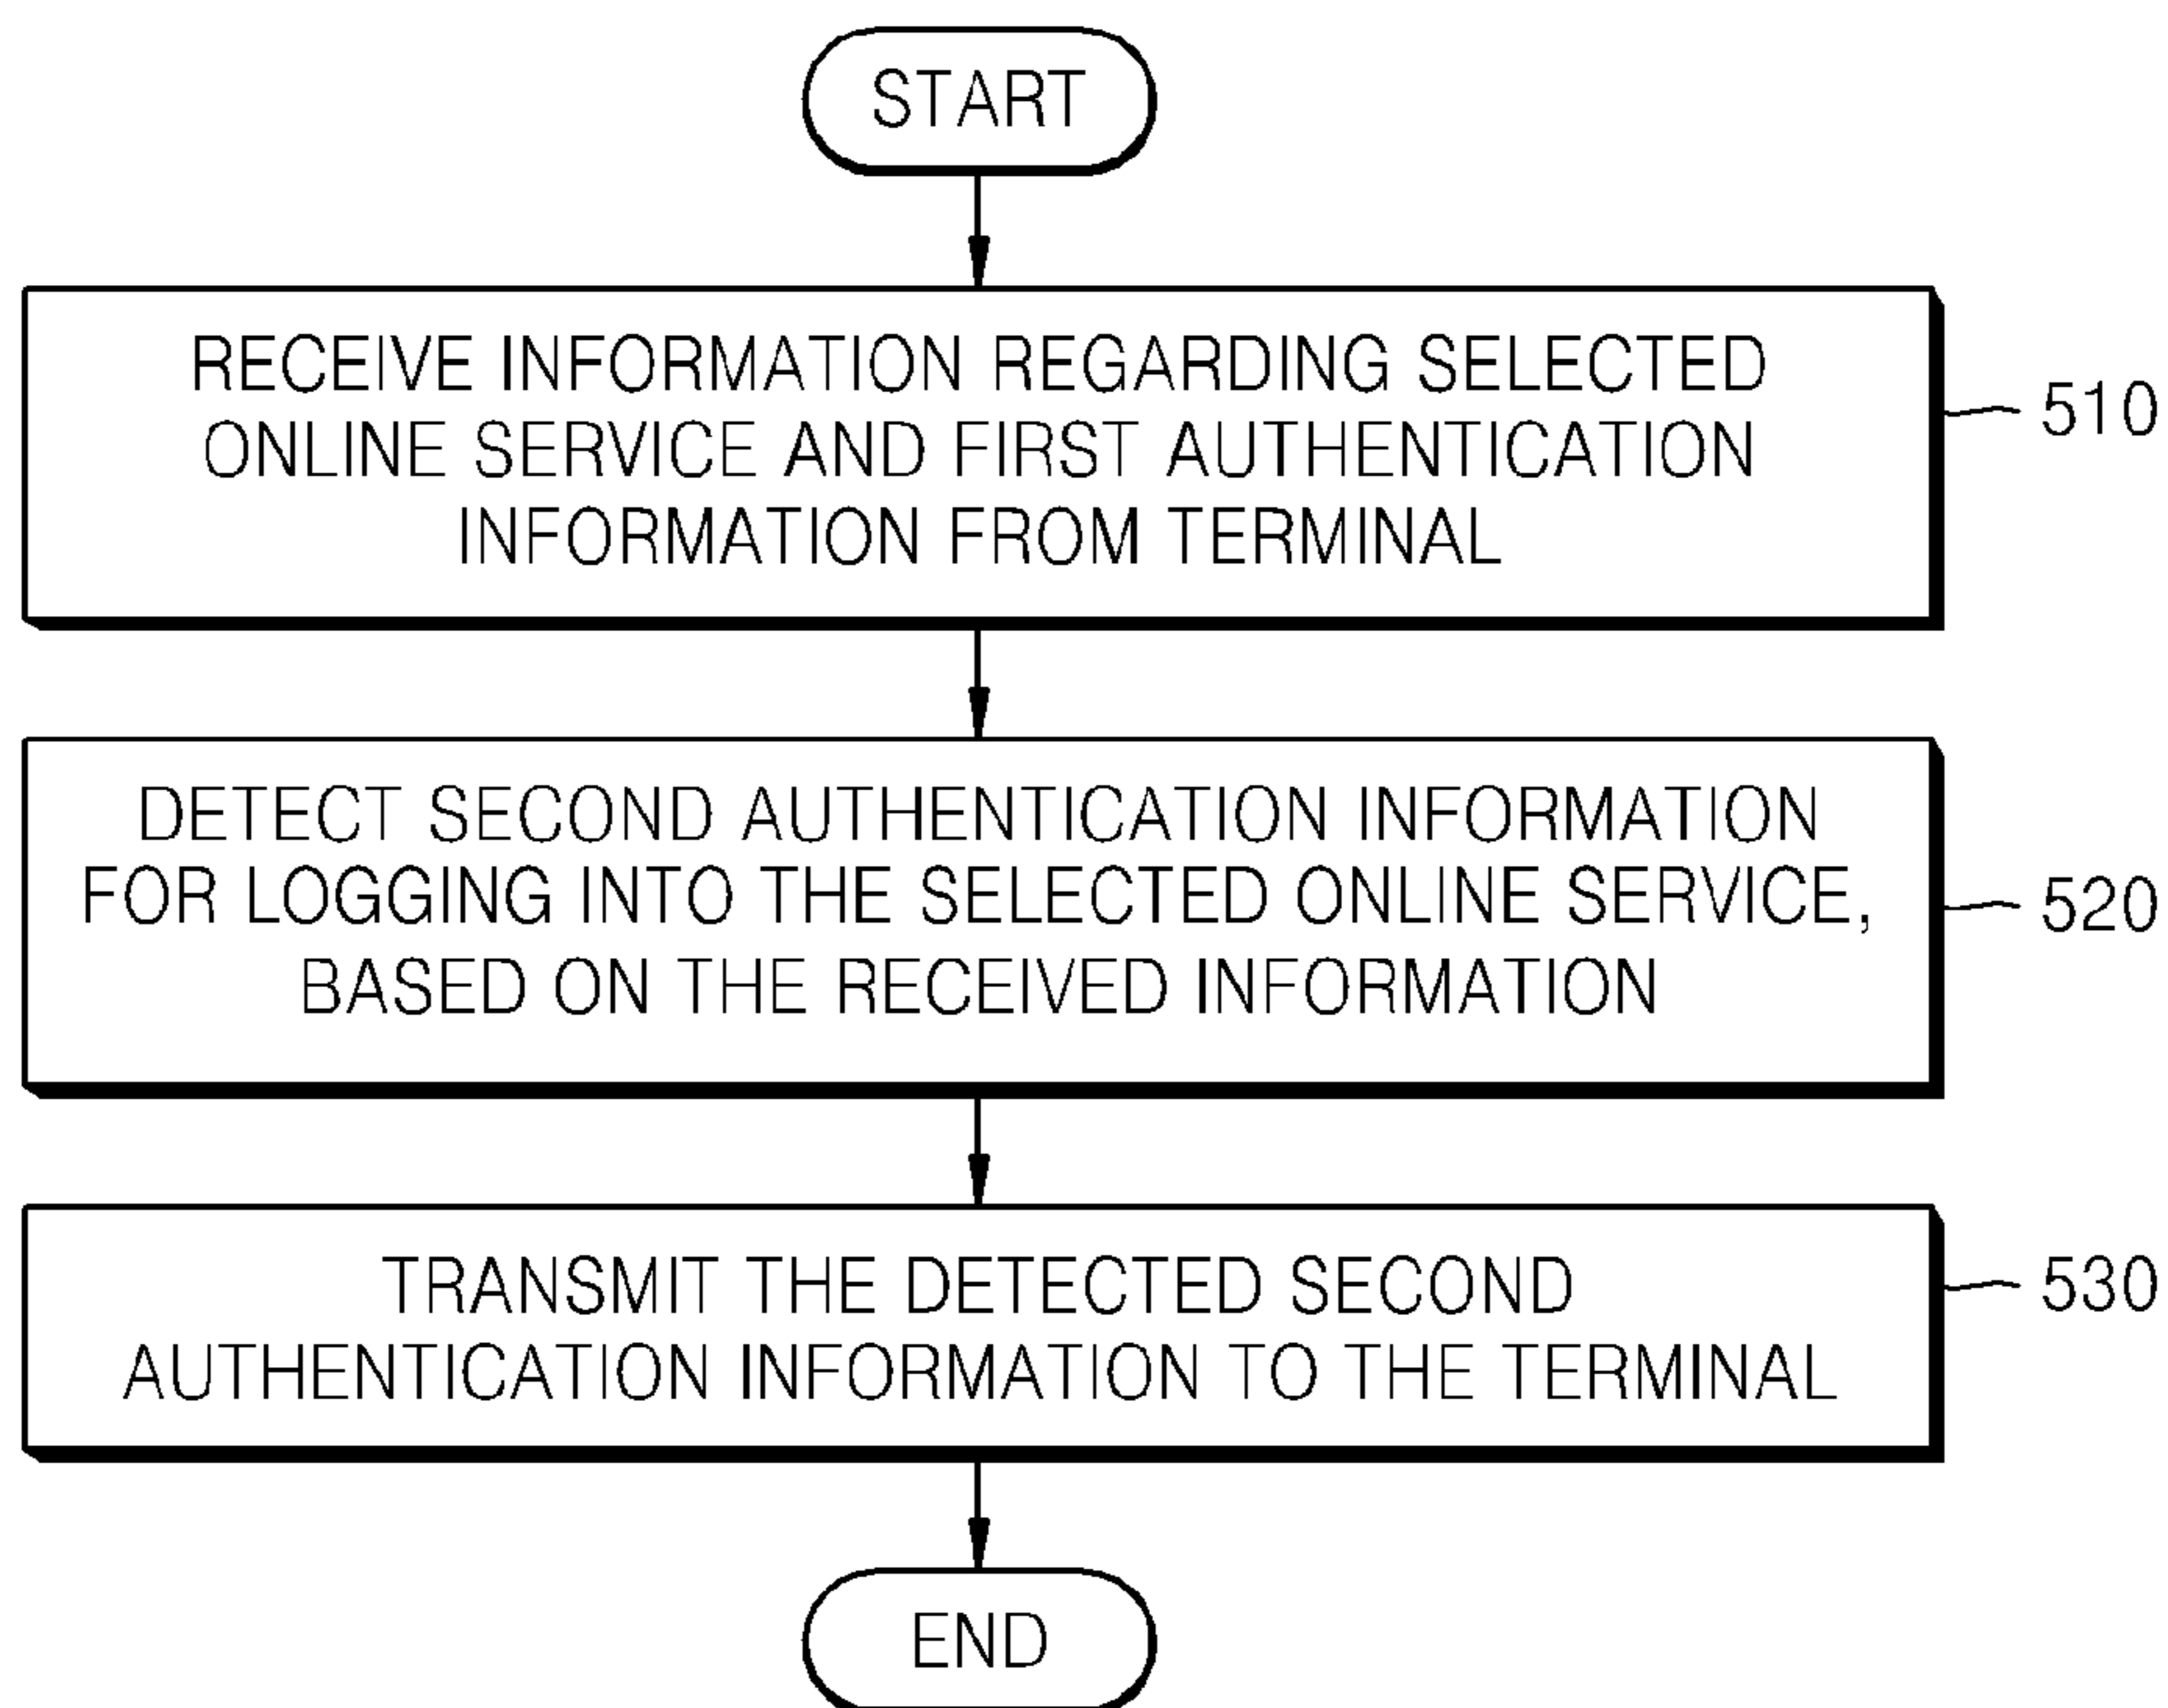 START
RECEIVE INFORMATION REGARDING SELECTED
ONLINE SERVICE AND FIRST AUTHENTICATION
INFORMATION FROM TERMINAL
510
DETECT SECOND AUTHENTICATION INFORMATION
FOR LOGGING INTO THE SELECTED ONLINE SERVICE,
BASED ON THE RECEIVED INFORMATION
520
TRANSMIT THE DETECTED SECOND
AUTHENTICATION INFORMATION TO THE TERMINAL
530
END